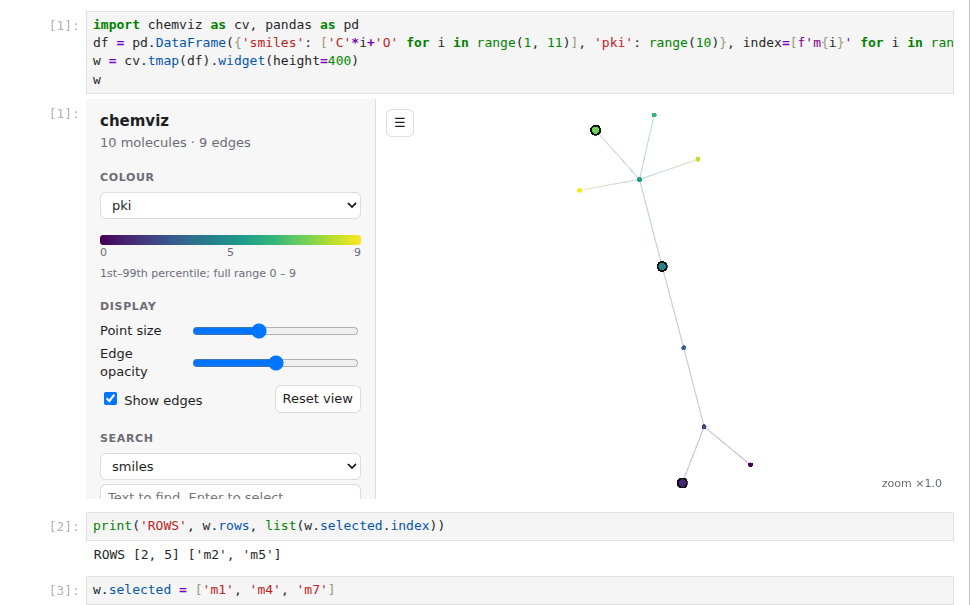 [1]:
import chemviz as cv, pandas as pd
df = pd.DataFrame({'smiles': ['C'*i+'O' for i in range(1, 11)], 'pki': range(10)}, index=[f'm{i}' for i in ran
w = cv.tmap(df).widget(height=400)
w
[1]:
chemviz
10 molecules · 9 edges
COLOUR
pki
0 5 9
1st–99th percentile; full range 0 – 9
DISPLAY
Point size
Edge
opacity
Show edges
Reset view
SEARCH
smiles
Text to find, Enter to select
☰
zoom ×1.0
[2]:
print('ROWS', w.rows, list(w.selected.index))
ROWS [2, 5] ['m2', 'm5']
[3]:
w.selected = ['m1', 'm4', 'm7']